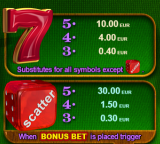 5- 10.00 EUR
4- 4.00 EUR
3- 0.40 EUR
Substitutes for all symbols except
scatter
5- 30.00 EUR
4- 1.50 EUR
3- 0.30 EUR
When BONUS BET is placed trigger